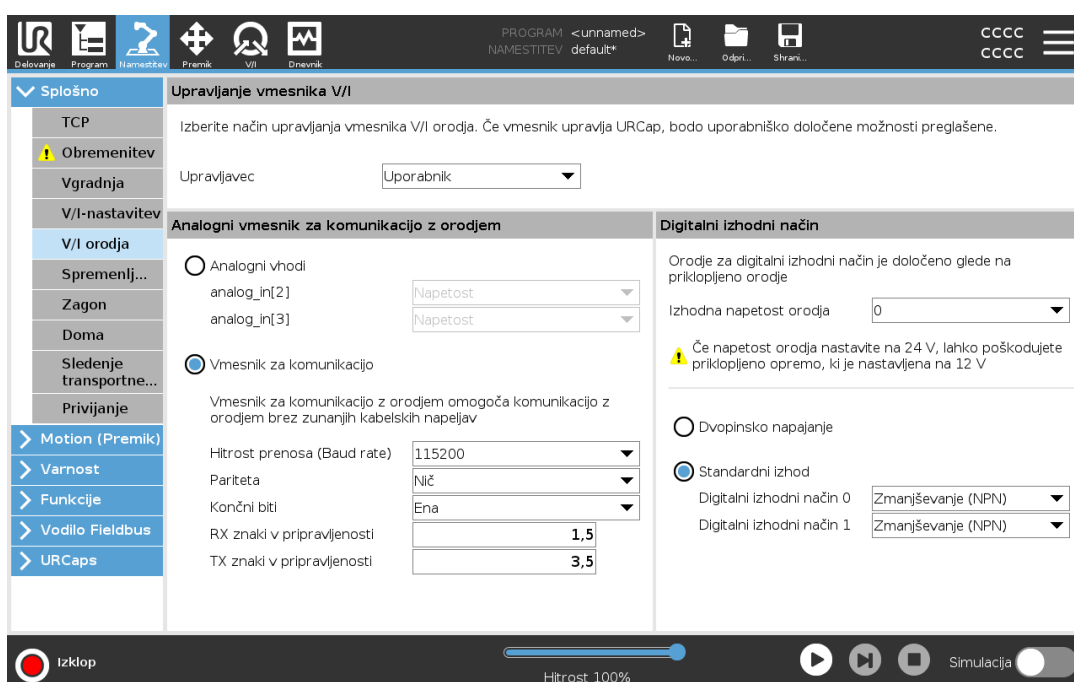 PROGRAM <unnamed>
NAMESTITEV default*
CCCC
CCCC
UR
Delovanje Program Namestitev Premik V/I Dnevnik Novo... Odpri... Shrani...
Splošno
TCP
Obremenitev
Vgradnja
V/I-nastavitev
V/I orodja
Spremenlj...
Zagon
Doma
Sledenje
transportne...
Privijanje
Motion (Premik)
Varnost
Funkcije
Vodilo Fieldbus
URCaps
Upravljanje vmesnika V/I
Izberite način upravljanja vmesnika V/I orodja. Če vmesnik upravlja URCap, bodo uporabniško določene možnosti preglašene.
Upravljavec Uporabnik
Analogni vmesnik za komunikacijo z orodjem
Analogni vhodi
analog_in[2] Napetost
analog_in[3] Napetost
Vmesnik za komunikacijo
Vmesnik za komunikacijo z orodjem omogoča komunikacijo z
orodjem brez zunanjih kabelskih napeljav
Hitrost prenosa (Baud rate) 115200
Pariteta Nič
Končni biti Ena
RX znaki v pripravljenosti 1,5
TX znaki v pripravljenosti 3,5
Digitalni izhodni način
Orodje za digitalni izhodni način je določeno glede na
priklopljeno orodje
Izhodna napetost orodja 0
Če napetost orodja nastavite na 24 V, lahko poškodujete
priklopljeno opremo, ki je nastavljena na 12 V
Dvopinsko napajanje
Standardni izhod
Digitalni izhodni način 0 Zmanjševanje (NPN)
Digitalni izhodni način 1 Zmanjševanje (NPN)
Izklop
Hitrost 100%
Simulacija